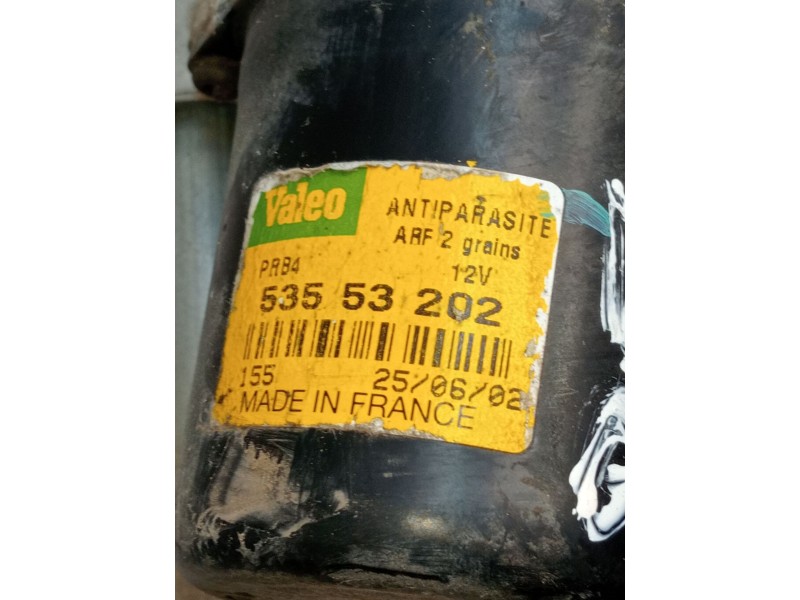 Valeo
ANTIPARASITE
ARF 2 grains
PRB4
12V
535 53 202
155
25/06/02
MADE IN FRANCE